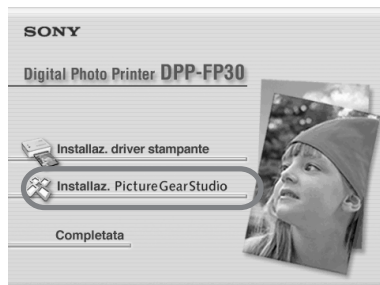 SONY
Digital Photo Printer DPP-FP30
Installaz. driver stampante
Installaz. PictureGearStudio
Completata